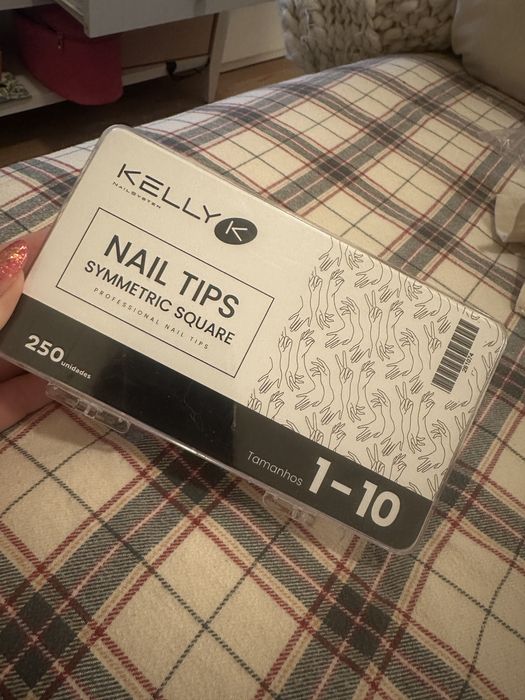 KELLY K
NAILSYSTEM
NAIL TIPS
SYMMETRIC SQUARE
PROFESSIONAL NAIL TIPS
250 unidades
Tamanhos 1-10